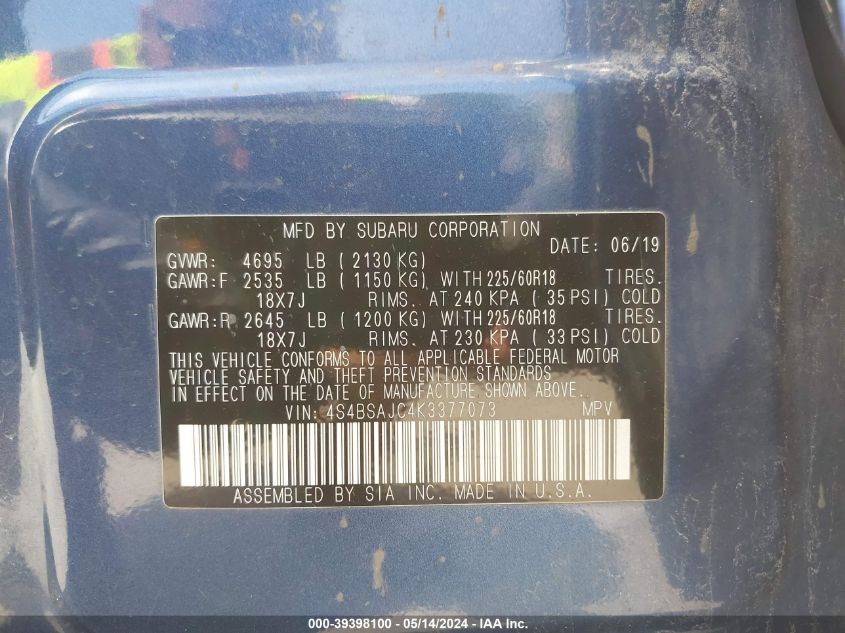 MFD BY SUBARU CORPORATION
DATE: 06/19
GVWR: 4695 LB ( 2130 KG)
GAWR:F 2535 LB ( 1150 KG) WITH 225/60R18 TIRES.
18X7J RIMS. AT 240 KPA ( 35 PSI) COLD
GAWR:R 2645 LB ( 1200 KG) WITH 225/60R18 TIRES.
18X7J RIMS. AT 230 KPA ( 33 PSI) COLD
THIS VEHICLE CONFORMS TO ALL APPLICABLE FEDERAL MOTOR
VEHICLE SAFETY AND THEFT PREVENTION STANDARDS
IN EFFECT ON THE DATE OF MANUFACTURE SHOWN ABOVE.
VIN: 4S4BSAJC4K3377073 MPV
ASSEMBLED BY SIA INC. MADE IN U.S.A.
000-39398100 - 05/14/2024 - IAA Inc.